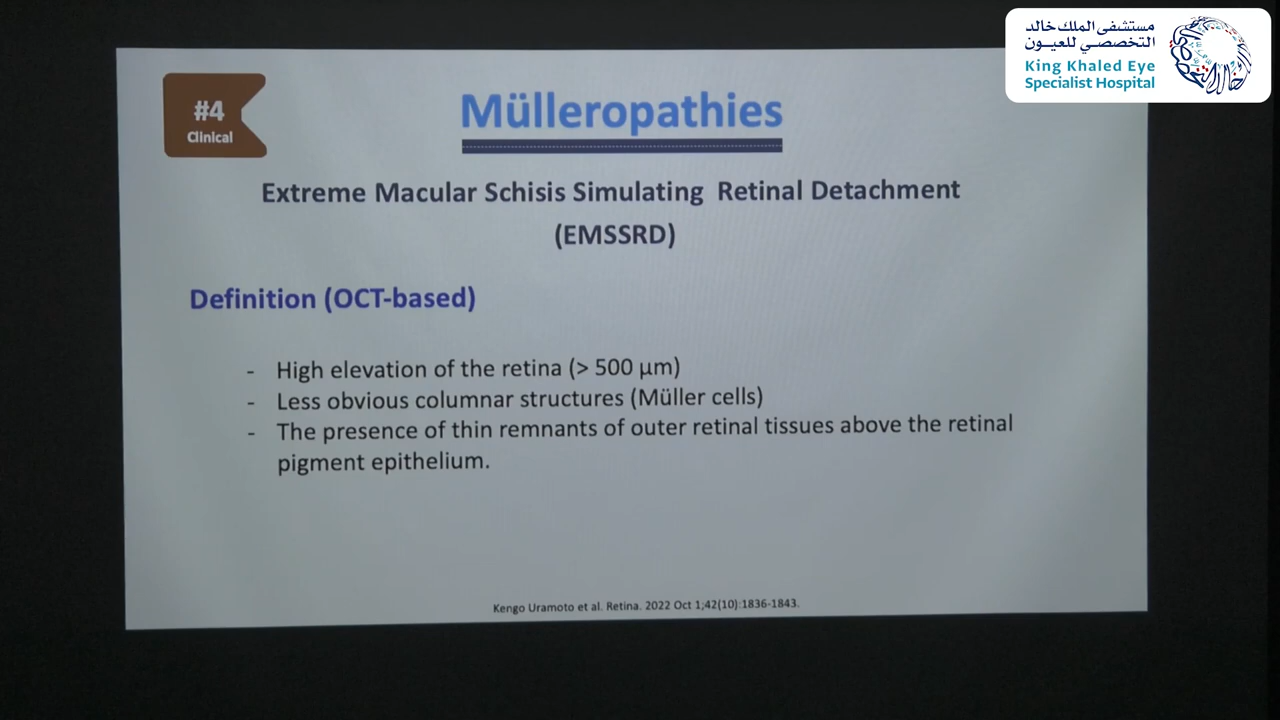 مستشفى الملك خالد
التخصصي للعيون
King Khaled Eye
Specialist Hospital
#4
Clinical
Mülleropathies
Extreme Macular Schisis Simulating Retinal Detachment
(EMSSRD)
Definition (OCT-based)
- High elevation of the retina (> 500 µm)
- Less obvious columnar structures (Müller cells)
- The presence of thin remnants of outer retinal tissues above the retinal
pigment epithelium.
Kengo Uramoto et al. Retina. 2022 Oct 1;42(10):1836-1843.